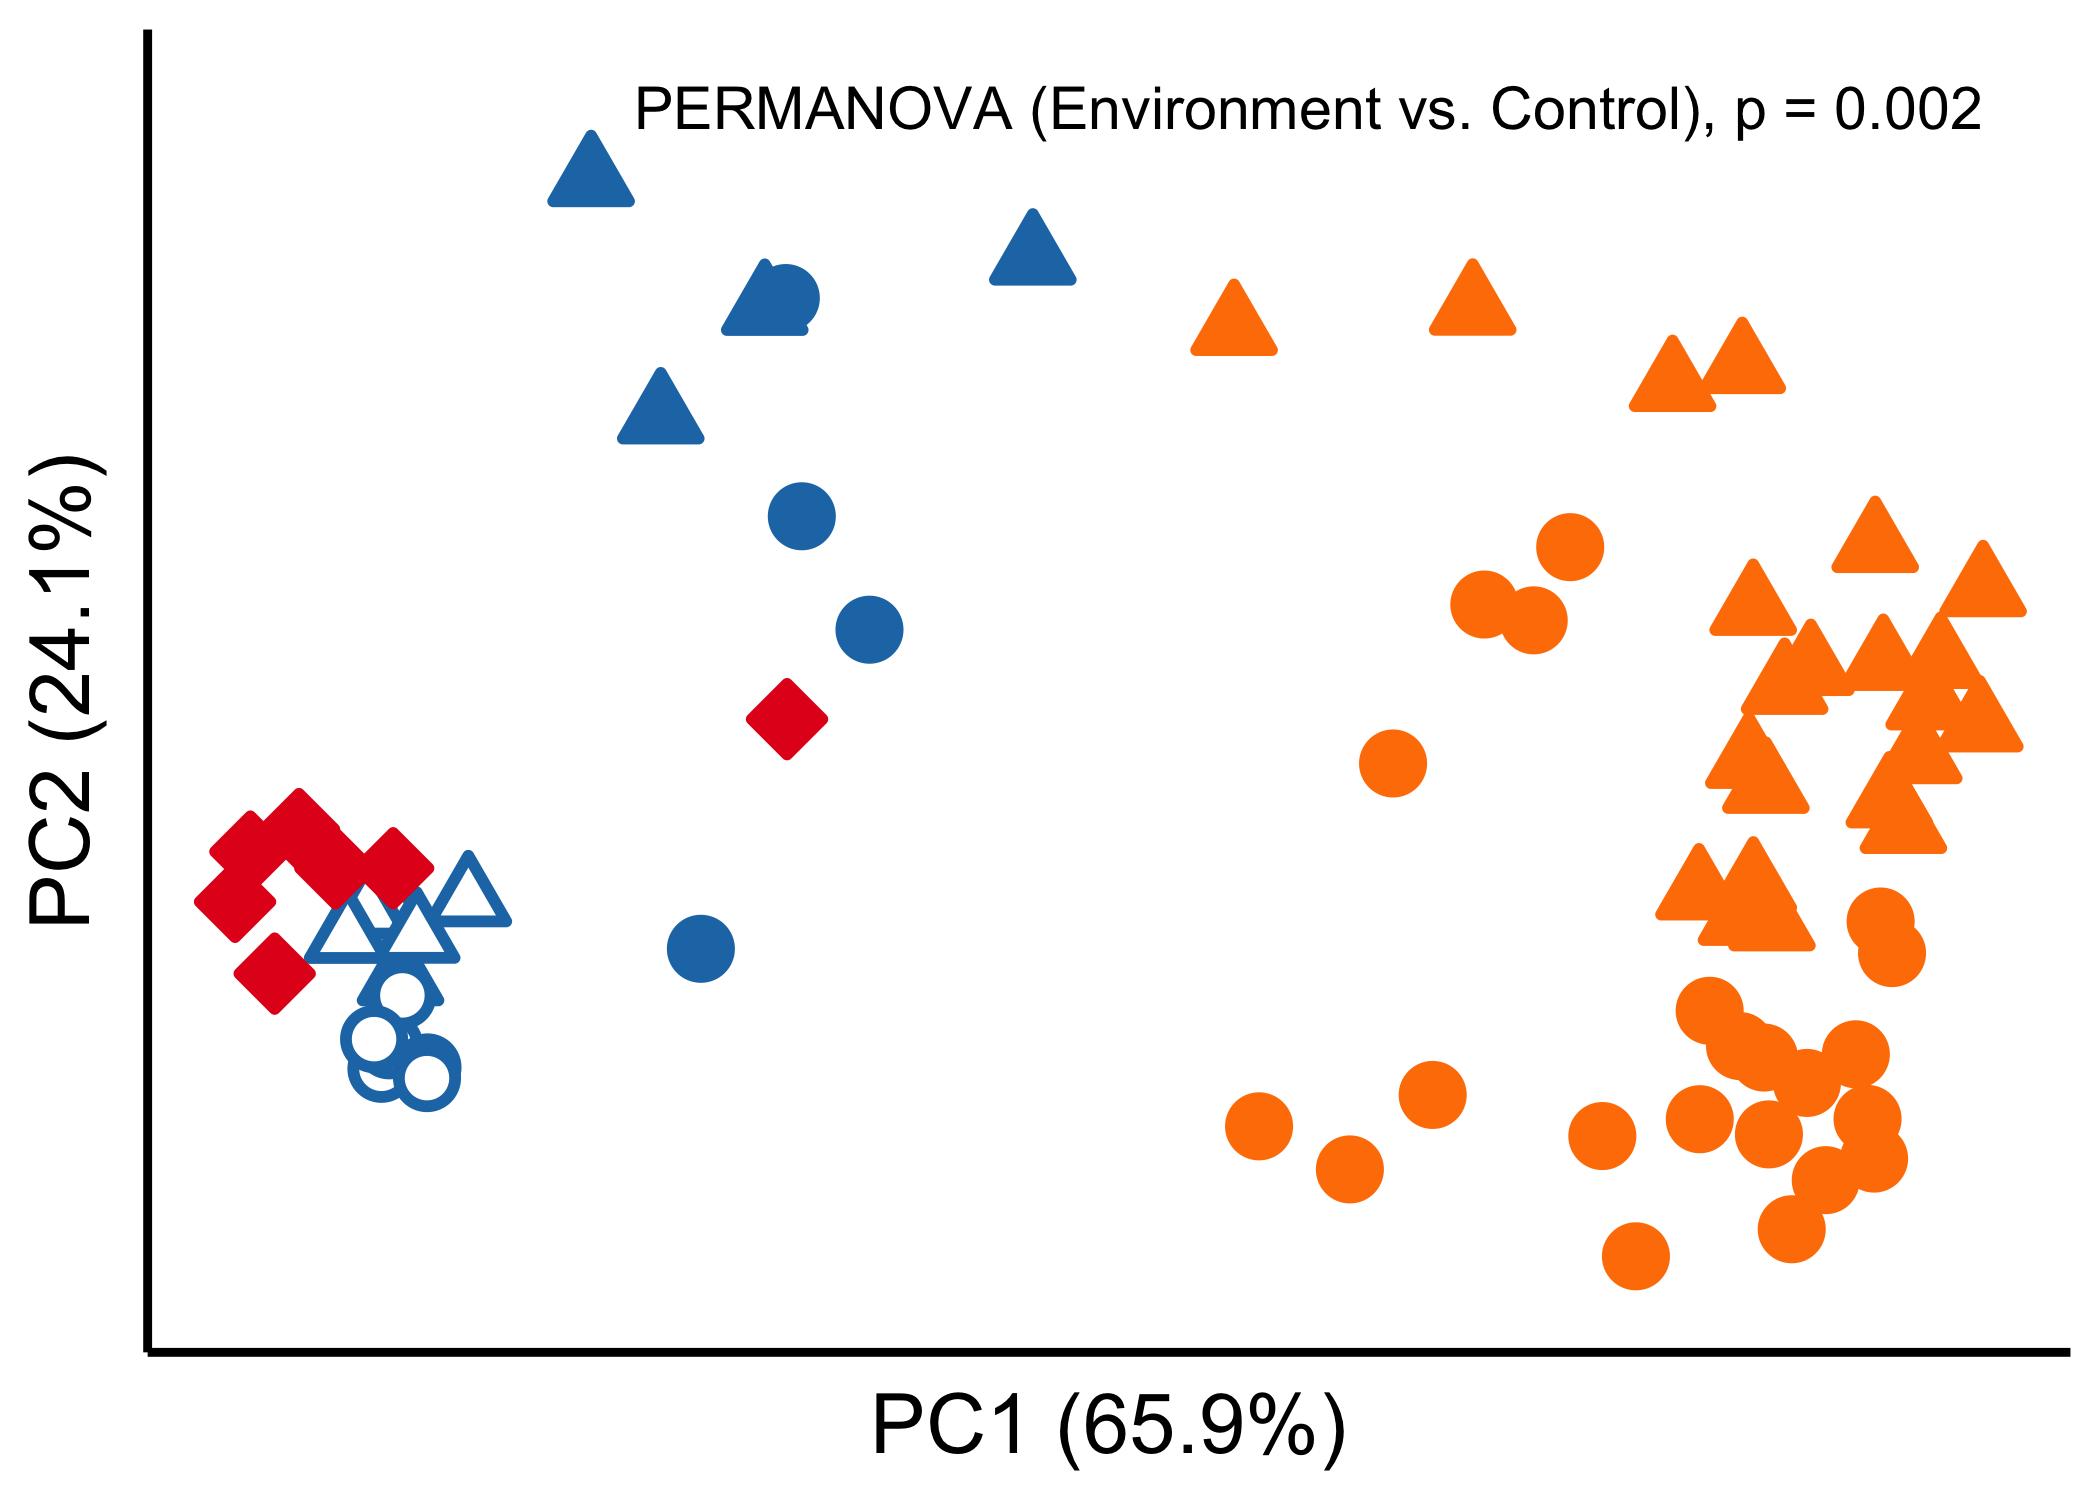 PERMANOVA (Environment vs. Control), p = 0.002
PC2 (24.1%)
PC1 (65.9%)